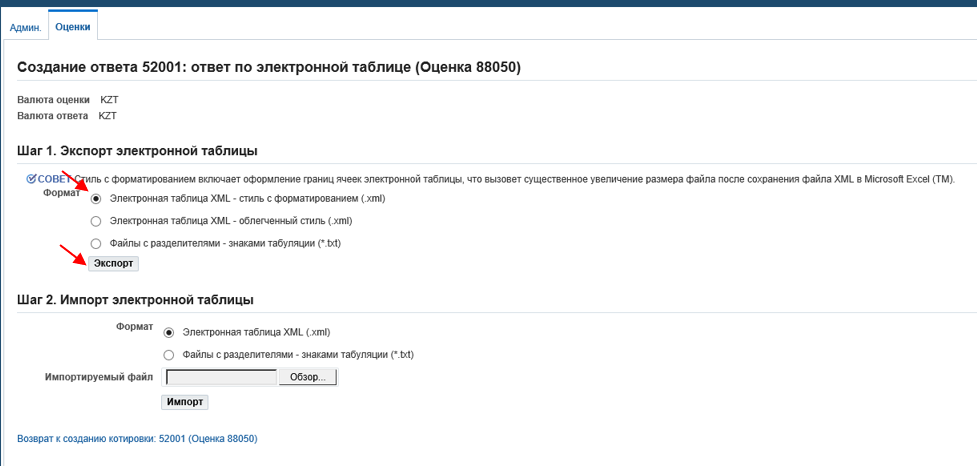 Админ. Оценки
Создание ответа 52001: ответ по электронной таблице (Оценка 88050)
Валюта оценки KZT
Валюта ответа KZT
Шаг 1. Экспорт электронной таблицы
СОВЕТ Стиль с форматированием включает оформление границ ячеек электронной таблицы, что вызовет существенное увеличение размера файла после сохранения файла XML в Microsoft Excel (TM).
Формат
Электронная таблица XML - стиль с форматированием (.xml)
Электронная таблица XML - облегченный стиль (.xml)
Файлы с разделителями - знаками табуляции (*.txt)
Экспорт
Шаг 2. Импорт электронной таблицы
Формат
Электронная таблица XML (.xml)
Файлы с разделителями - знаками табуляции (*.txt)
Импортируемый файл Обзор...
Импорт
Возврат к созданию котировки: 52001 (Оценка 88050)